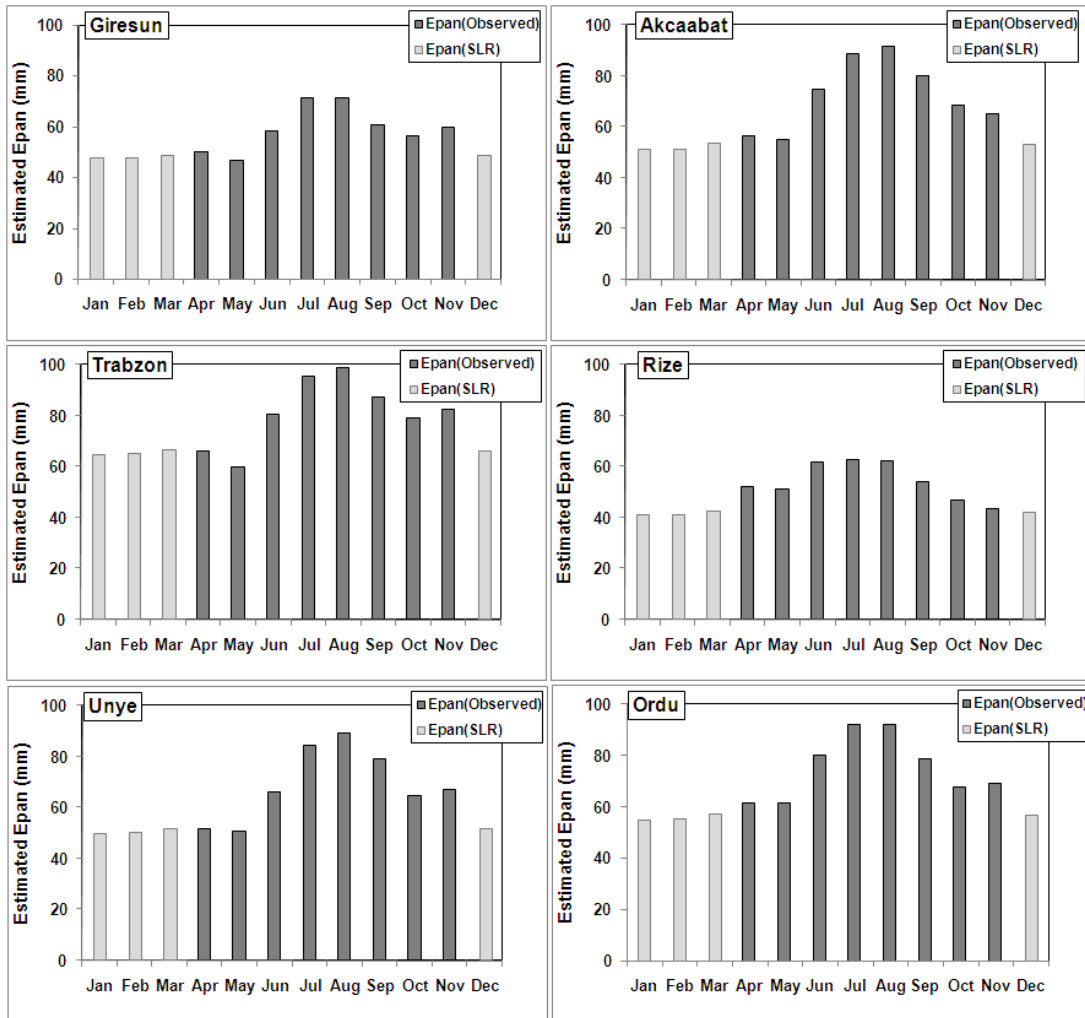 Giresun
Epan(Observed)
Epan(SLR)
Estimated Epan (mm)
100
80
60
40
20
0
Jan Feb Mar Apr May Jun Jul Aug Sep Oct Nov Dec
Akcaabat
Epan(Observed)
Epan(SLR)
Estimated Epan (mm)
100
80
60
40
20
0
Jan Feb Mar Apr May Jun Jul Aug Sep Oct Nov Dec
Trabzon
Epan(Observed)
Epan(SLR)
Estimated Epan (mm)
100
80
60
40
20
0
Jan Feb Mar Apr May Jun Jul Aug Sep Oct Nov Dec
Rize
Epan(Observed)
Epan(SLR)
Estimated Epan (mm)
100
80
60
40
20
0
Jan Feb Mar Apr May Jun Jul Aug Sep Oct Nov Dec
Unye
Epan(Observed)
Epan(SLR)
Estimated Epan (mm)
100
80
60
40
20
0
Jan Feb Mar Apr May Jun Jul Aug Sep Oct Nov Dec
Ordu
Epan(Observed)
Epan(SLR)
Estimated Epan (mm)
100
80
60
40
20
0
Jan Feb Mar Apr May Jun Jul Aug Sep Oct Nov Dec